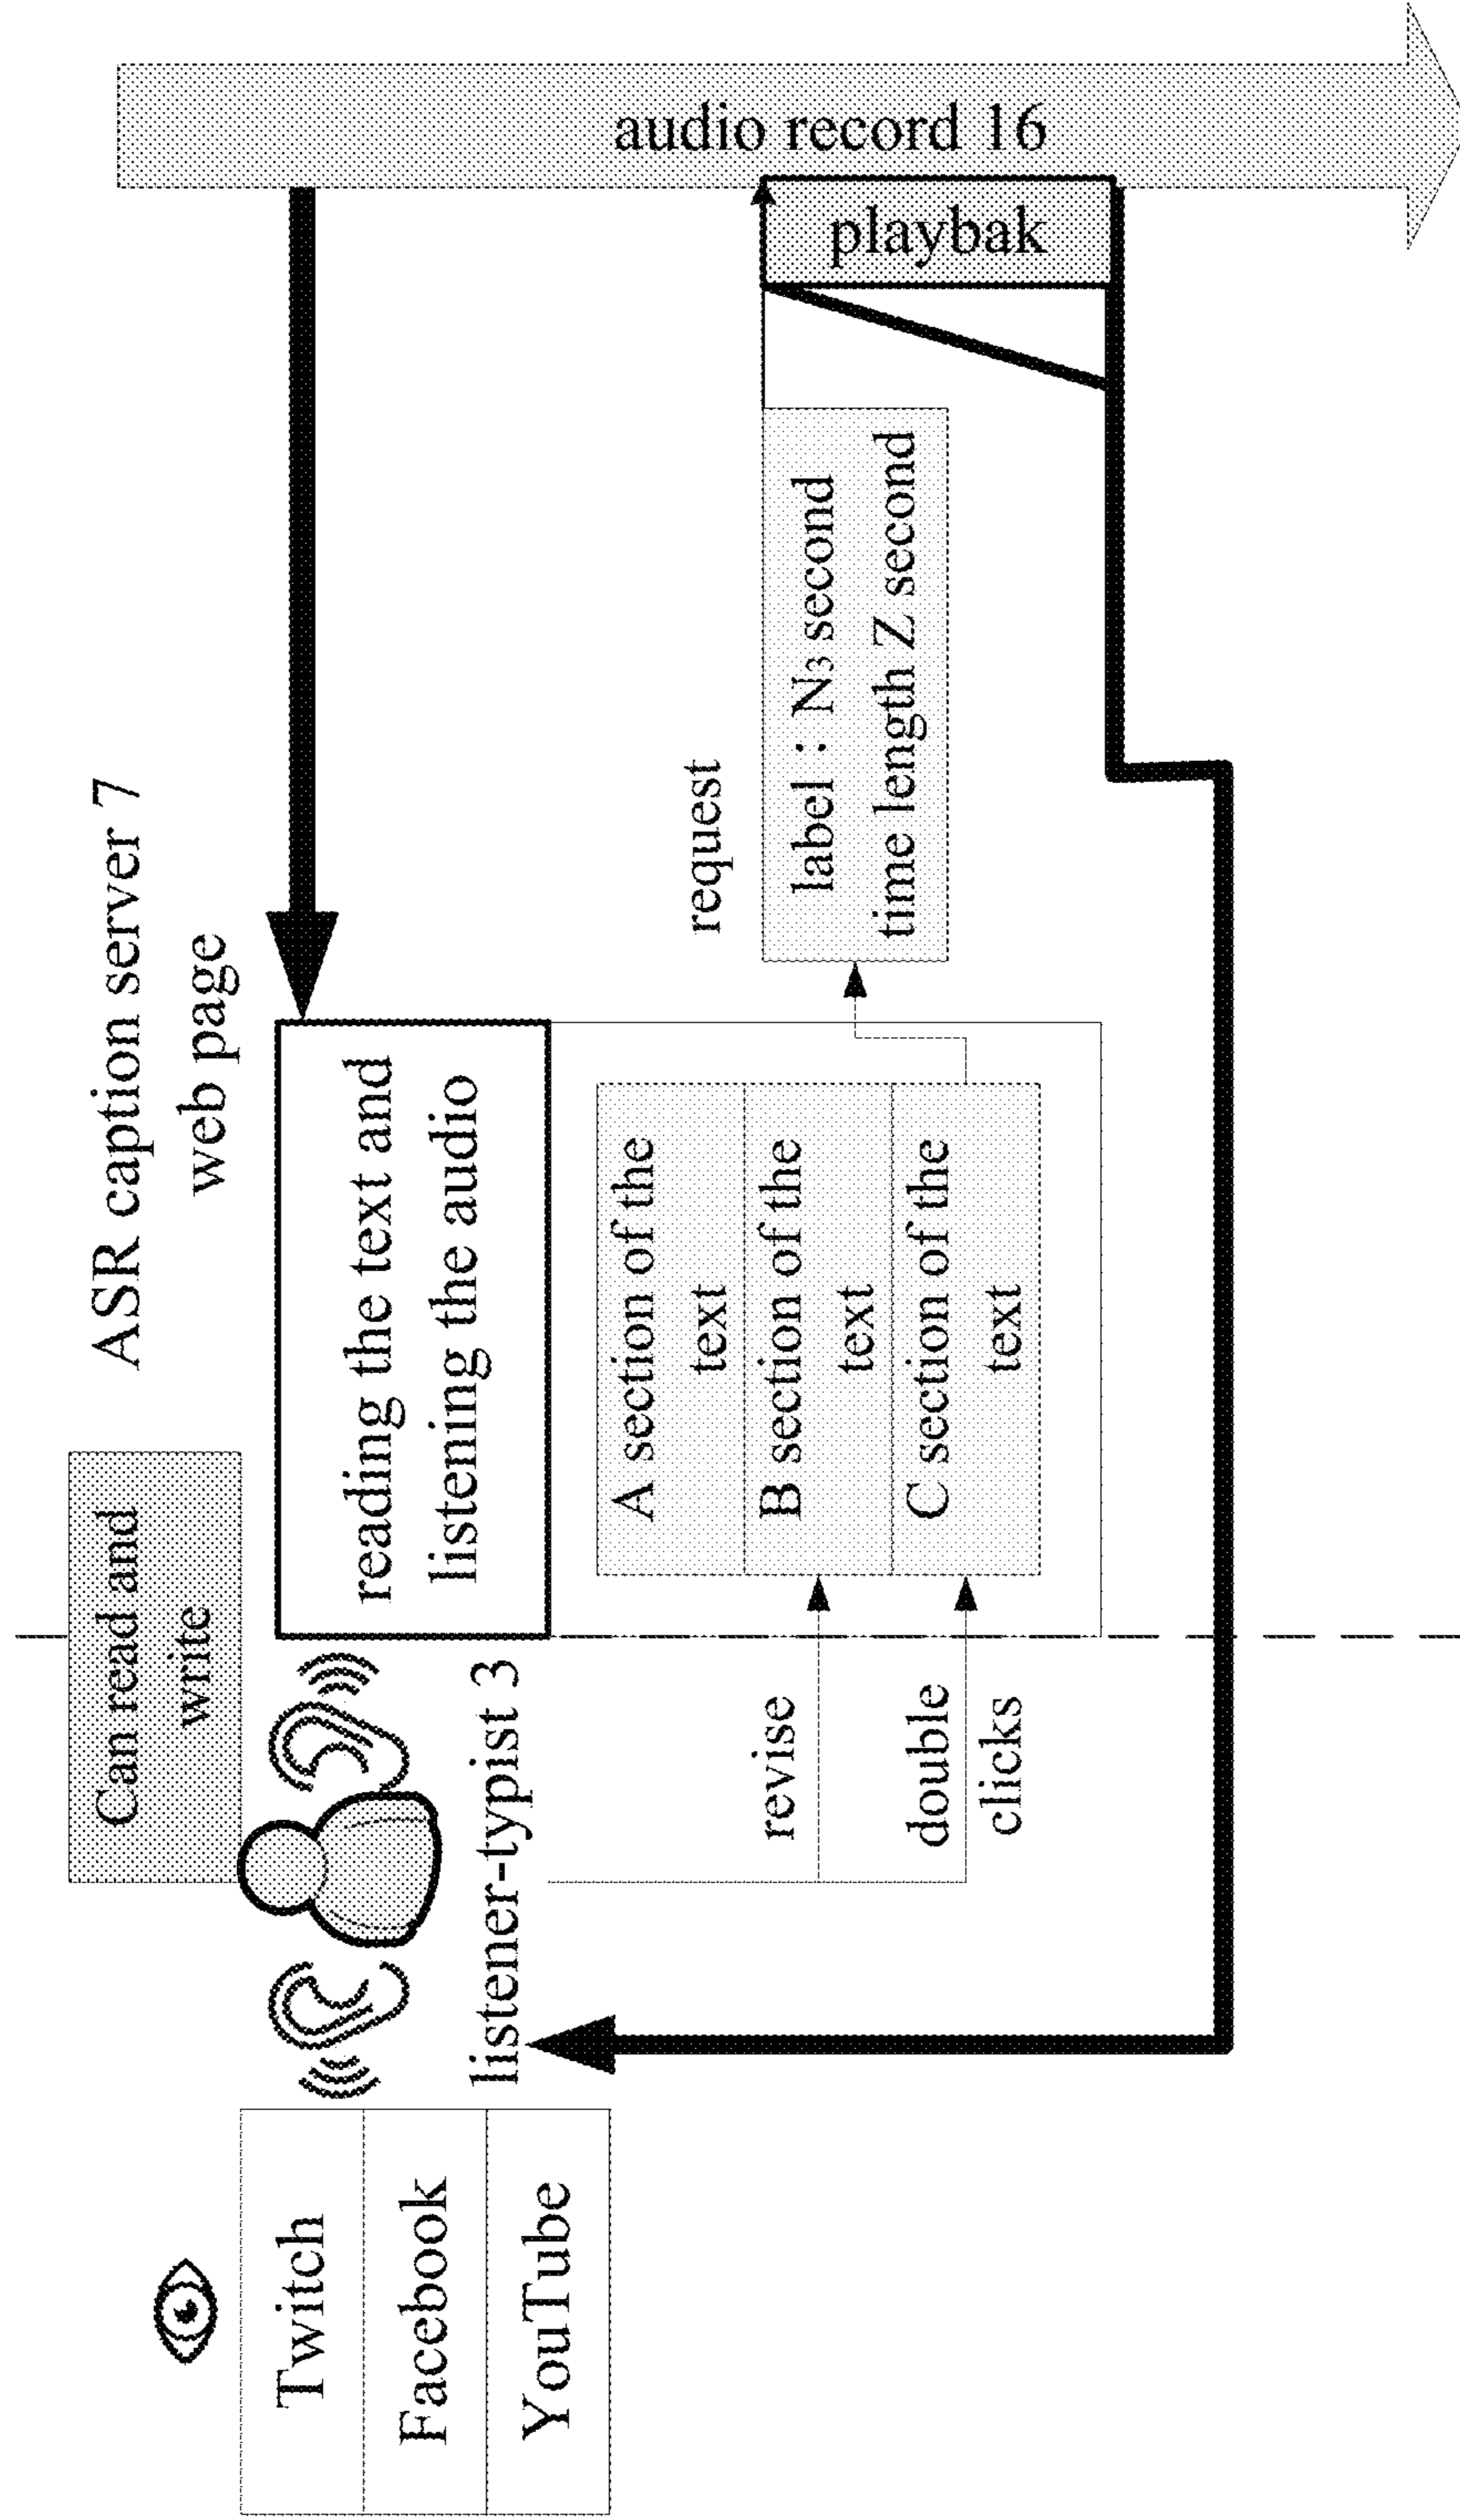 ASR caption server 7
web page
Can read and
write
reading the text and
listening the audio
audio record 16
Twitch
Facebook
YouTube
listener-typist 3
revise
double
clicks
A section of the
text
B section of the
text
C section of the
text
request
label : N3 second
time length Z second
playbak